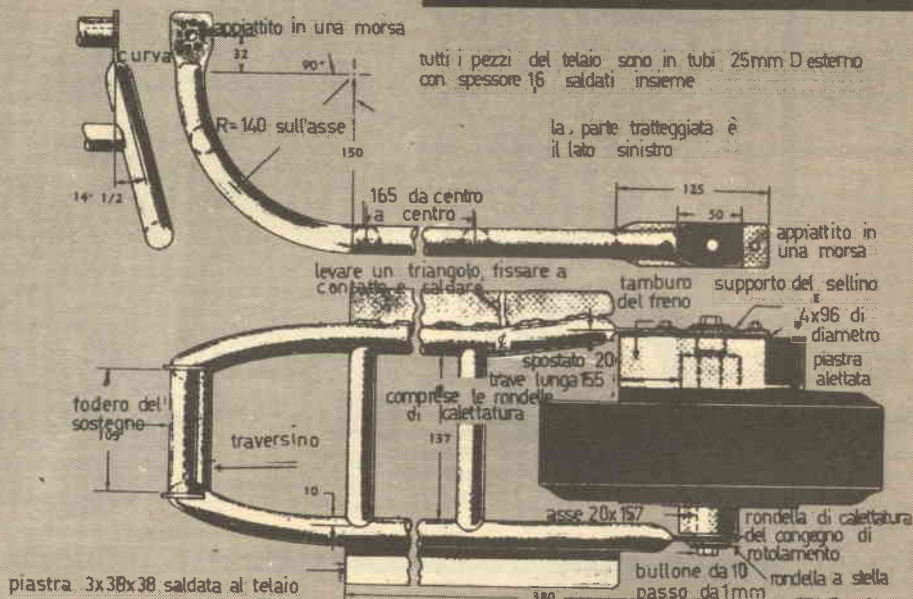 appiattito in una morsa
curva
32
90°
tutti i pezzi del telaio sono in tubi 25mm D esterno
con spessore 16 saldati insieme
R=140 sull'asse
150
la parte tratteggiata è
il lato sinistro
14° 1/2
165 da centro
a centro
125
50
appiattito in
una morsa
levare un triangolo, fissare a
contatto e saldare
tamburo
del freno
supporto del sellino
4x96 di
diametro
piastra
alettata
spostato 20
trave lunga 155
comprese le rondelle
di calettatura
fodero del
sostegno
109
traversino
137
10
asse 20x157
rondella di calettatura
del congegno di
rotolamento
bullone da 10
passo da 1mm
rondella a stella
piastra 3x38x38 saldata al telaio
380